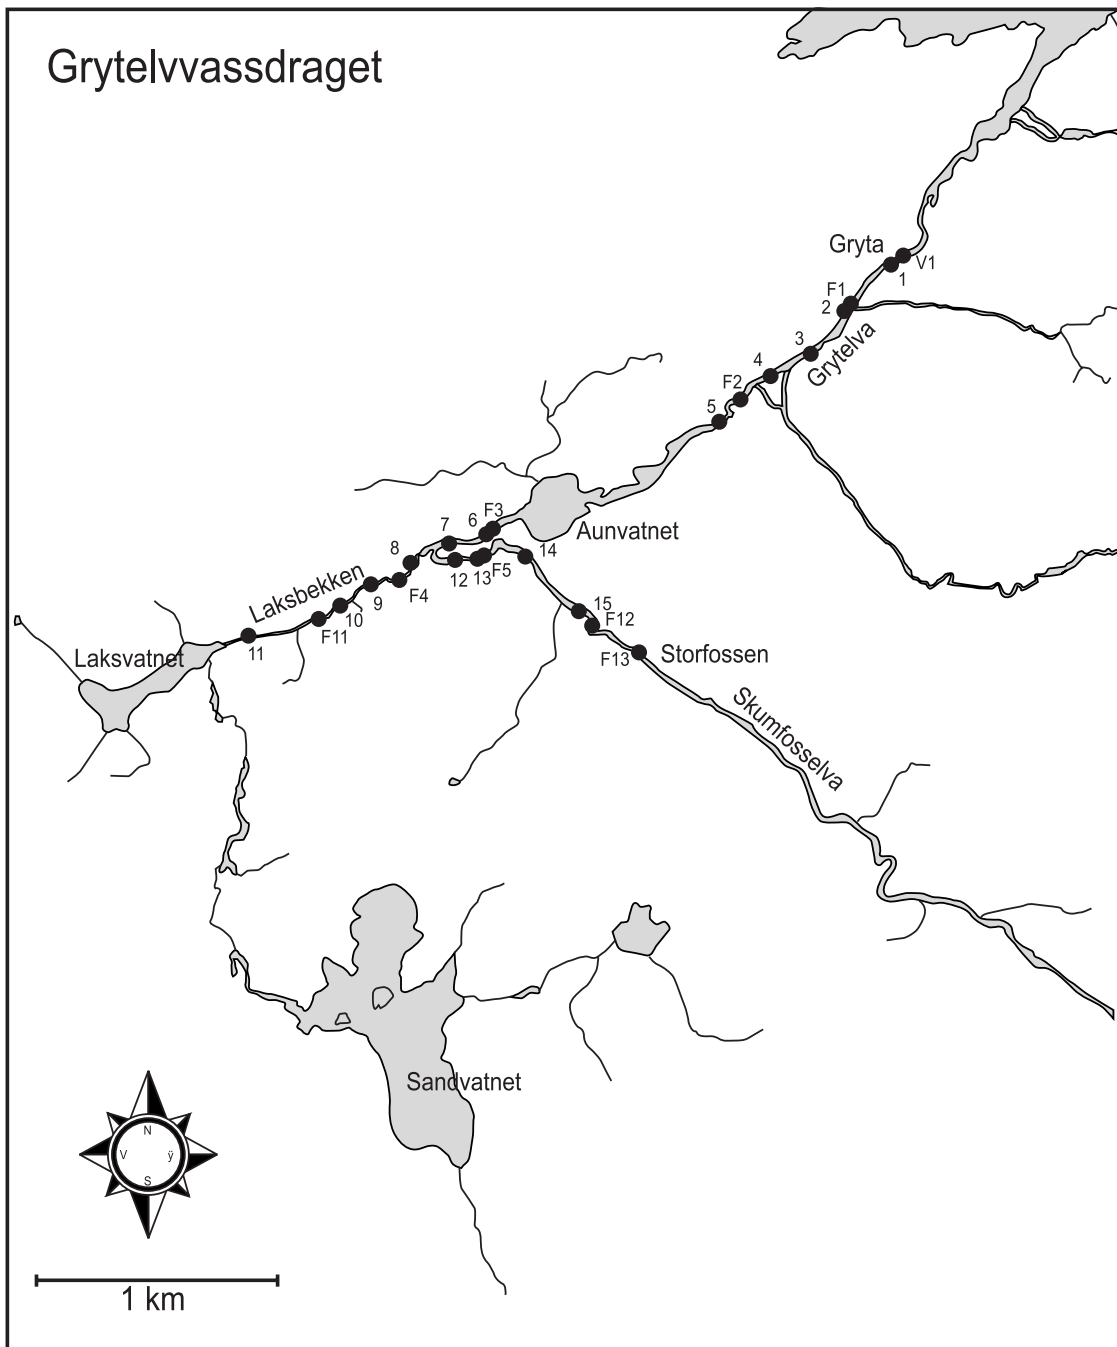 Grytelvvassdraget
Gryta
V1
1
F1
2
3
Grytelva
4
F2
5
Aunvatnet
F3
6
7
8
14
12
13
F5
Laksbekken
9
F4
10
F11
11
15
F12
F13
Storfossen
Laksvatnet
Skumfosselva
Sandvatnet
N
V
ÿ
S
1 km